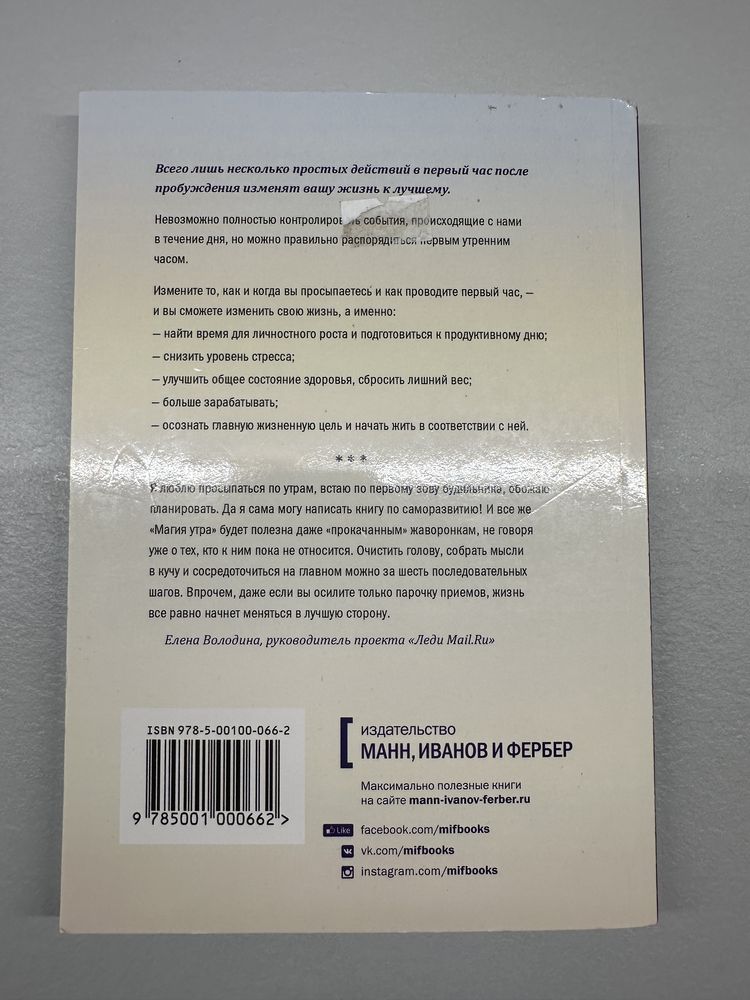 Всего лишь несколько простых действий в первый час после
пробуждения изменят вашу жизнь к лучшему.
Невозможно полностью контролировать события, происходящие с нами
в течение дня, но можно правильно распорядиться первым утренним
часом.
Измените то, как и когда вы просыпаетесь и как проводите первый час, —
и вы сможете изменить свою жизнь, а именно:
— найти время для личностного роста и подготовиться к продуктивному дню;
— снизить уровень стресса;
— улучшить общее состояние здоровья, сбросить лишний вес;
— больше зарабатывать;
— осознать главную жизненную цель и начать жить в соответствии с ней.
***
Я люблю просыпаться по утрам, встаю по первому зову будильника, обожаю
планировать. Да я сама могу написать книгу по саморазвитию! И все же
«Магия утра» будет полезна даже «прокачанным» жаворонкам, не говоря
уже о тех, кто к ним пока не относится. Очистить голову, собрать мысли
в кучу и сосредоточиться на главном можно за шесть последовательных
шагов. Впрочем, даже если вы осилите только парочку приемов, жизнь
все равно начнет меняться в лучшую сторону.
Елена Володина, руководитель проекта «Леди Mail.Ru»
ISBN 978-5-00100-066-2
9 785001 000662 >
издательство
МАНН, ИВАНОВ И ФЕРБЕР
Максимально полезные книги
на сайте mann-ivanov-ferber.ru
Like facebook.com/mifbooks
vk.com/mifbooks
instagram.com/mifbooks